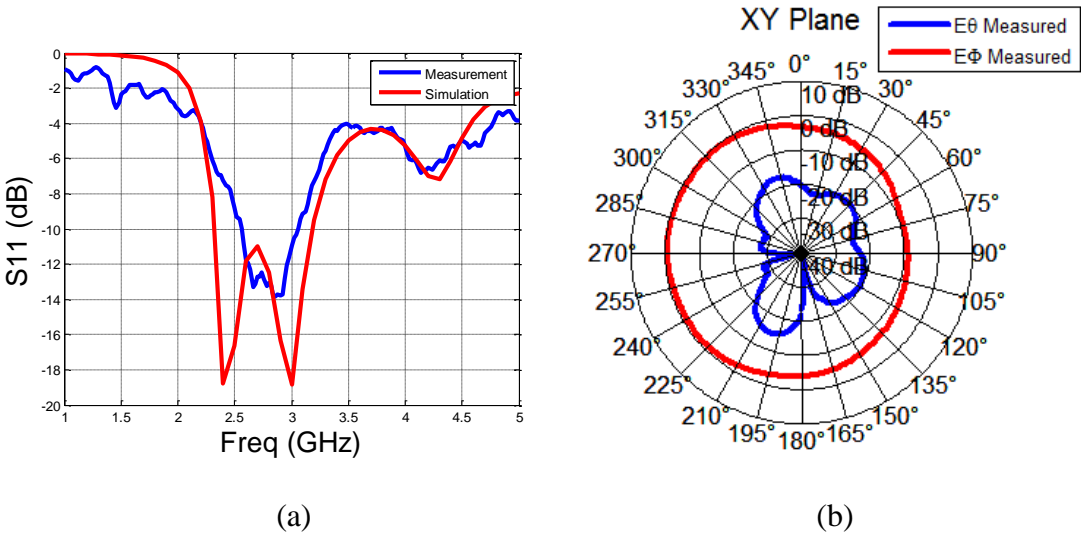 0
-2
-4
-6
-8
-10
-12
-14
-16
-18
-20
1
1.5
2
2.5
3
3.5
4
4.5
5
S11 (dB)
Freq (GHz)
Measurement
Simulation
(a)
XY Plane
Eθ Measured
EΦ Measured
0°
15°
30°
45°
60°
75°
90°
105°
120°
135°
150°
165°
180°
195°
210°
225°
240°
255°
270°
285°
300°
315°
330°
345°
10 dB
0 dB
-10 dB
-20 dB
-30 dB
-40 dB
(b)